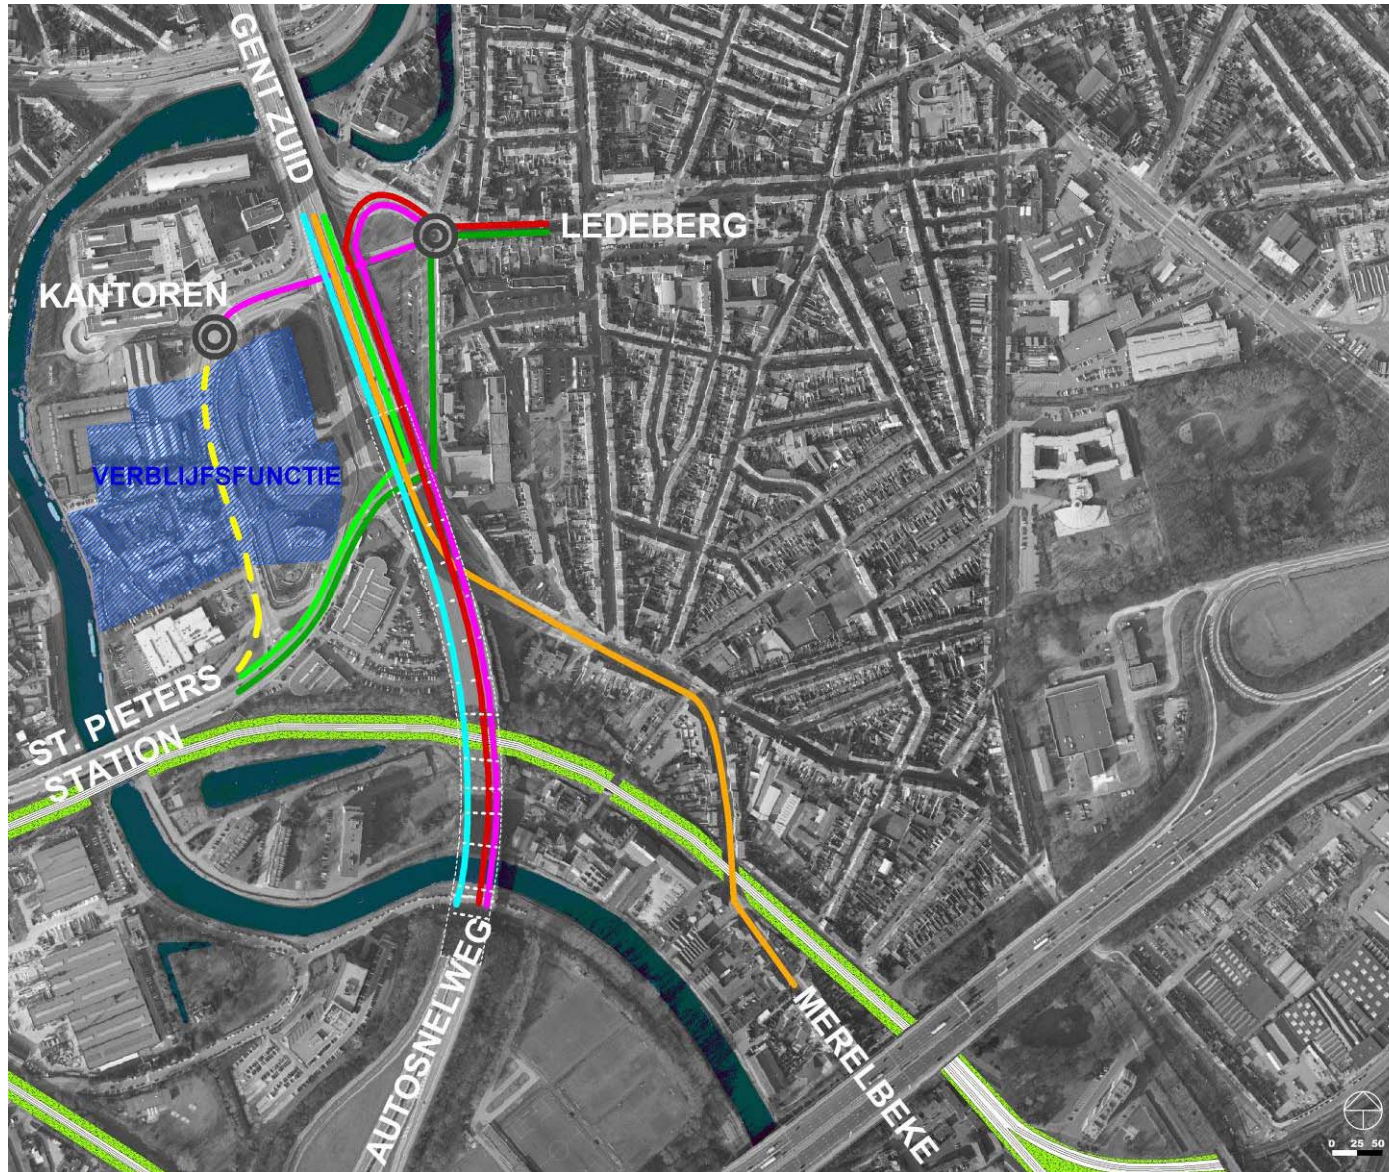 GENT ZUID
LEDEBERG
KANTOREN
VERBLIJFSFUNCTIE
ST. PIETERS
STATION
AUTOSNELWEG
MERELBEKE
0 25 50